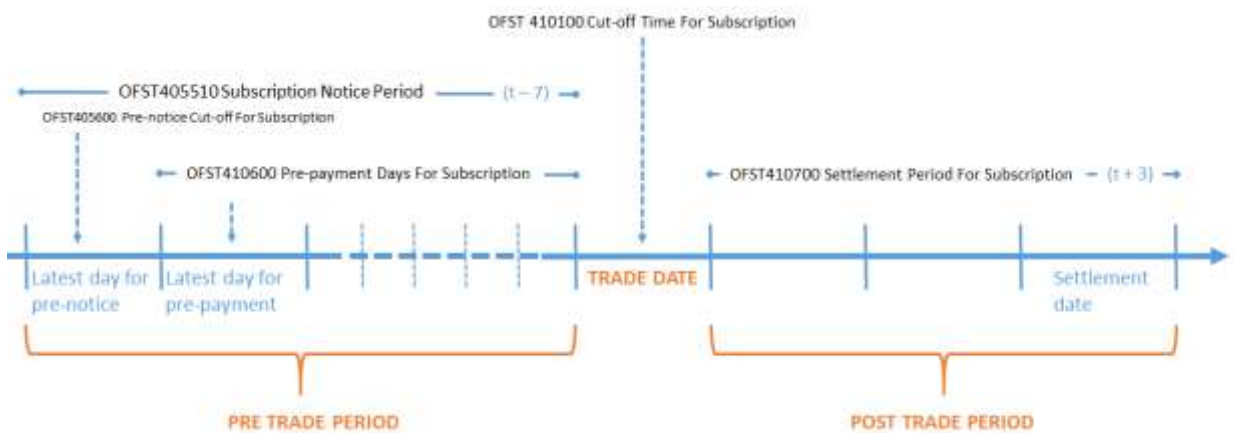 OFST 410100 Cut-off Time For Subscription
OFST405510 Subscription Notice Period (t – 7)
OFST405600 Pre-notice Cut-off For Subscription
OFST410600 Pre-payment Days For Subscription
OFST410700 Settlement Period For Subscription (t + 3)
Latest day for
pre-notice
Latest day for
pre-payment
TRADE DATE
Settlement
date
PRE TRADE PERIOD
POST TRADE PERIOD